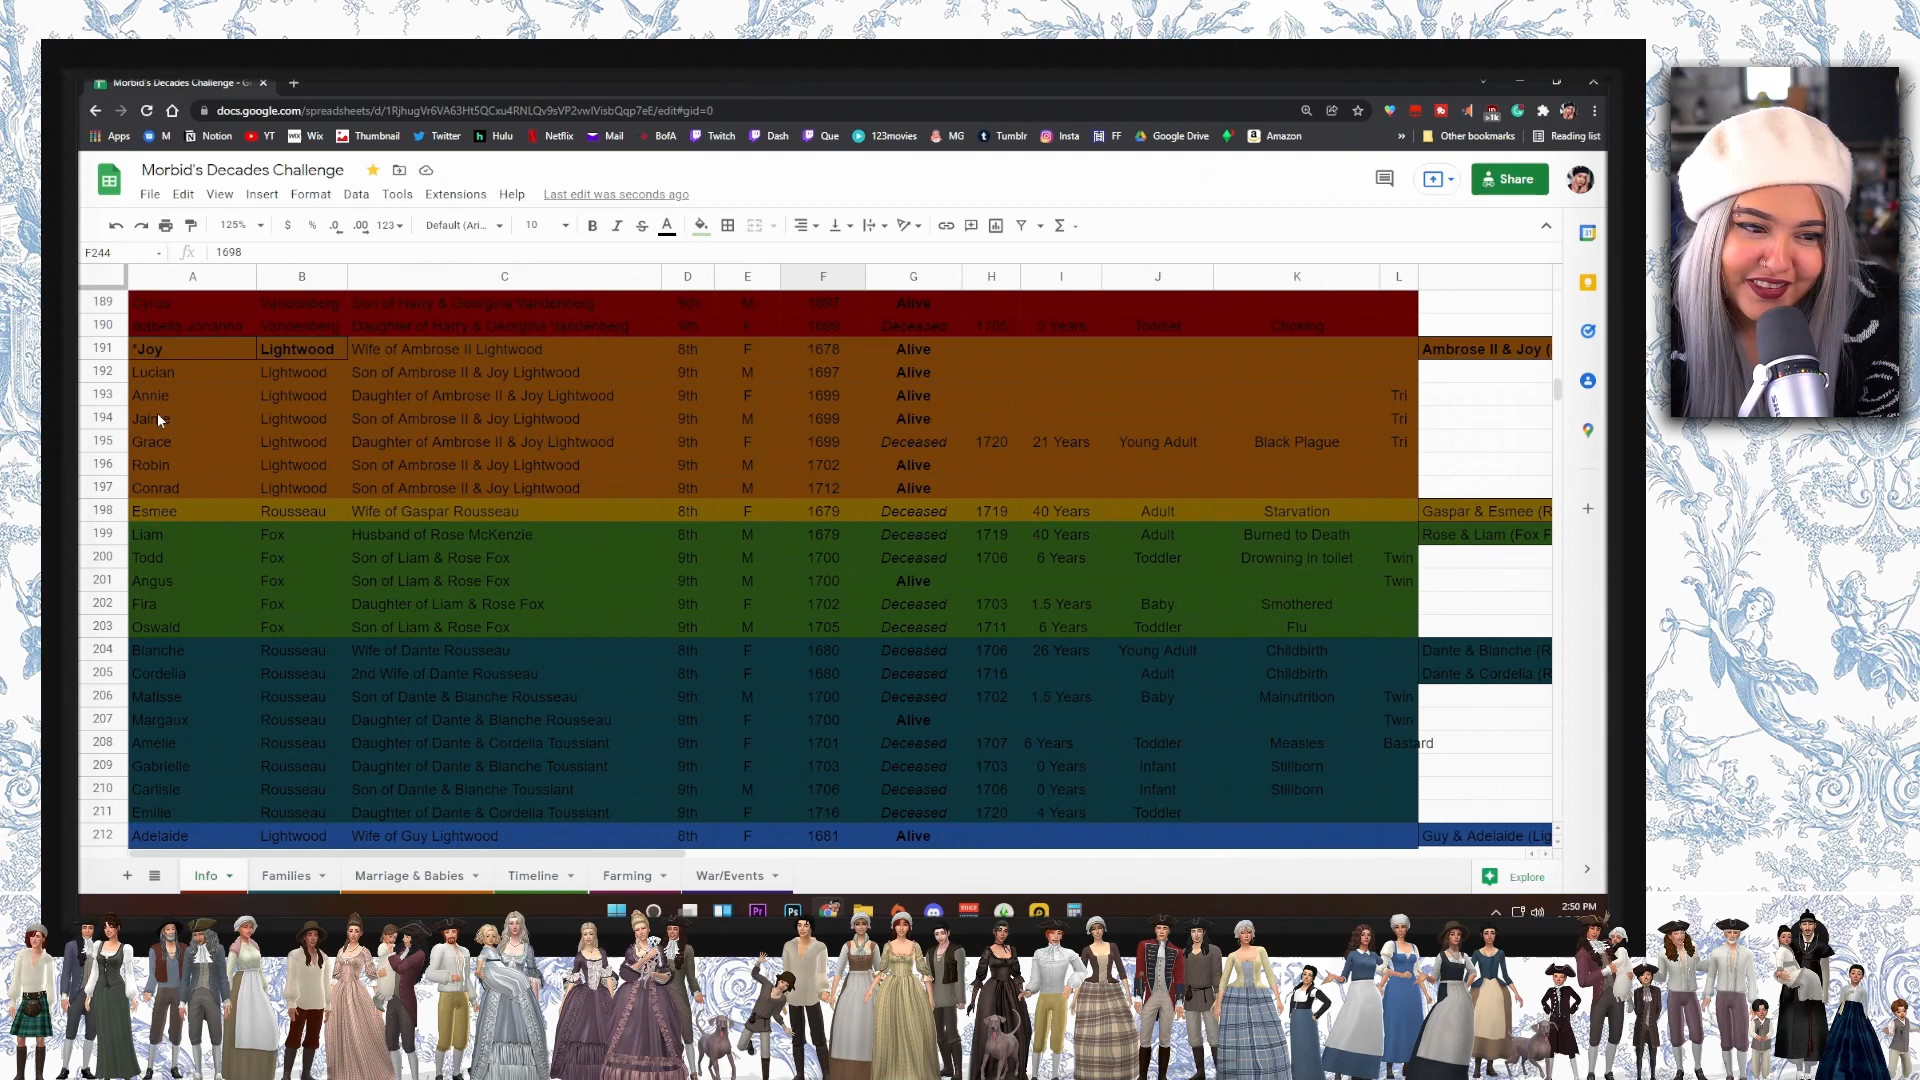 Morbid's Decades Challenge - G
docs.google.com/spreadsheets/d/1RjhugVr6VA63Ht5QCxu4RNLQv9sVP2vwIVisbQqp7eE/edit#gid=0
Apps M Notion YT Wix Thumbnail Twitter Hulu Netflix Mail BofA Twitch Dash Que 123movies MG Tumblr Insta FF Google Drive Amazon » Other bookmarks Reading list
Morbid's Decades Challenge
File Edit View Insert Format Data Tools Extensions Help Last edit was seconds ago
Share
125% $ % .0 .00 123 Default (Ari... 10 B I S A
F244 fx 1698
A B C D E F G H I J K L
189 Cyrus Vandenberg Son of Harry & Georgina Vandenberg 9th M 1697 Alive
190 Isabella Johanna Vandenberg Daughter of Harry & Georgina Vandenberg 9th F 1699 Deceased 1705 5 Years Toddler Choking
191 *Joy Lightwood Wife of Ambrose II Lightwood 8th F 1678 Alive Ambrose II & Joy (
192 Lucian Lightwood Son of Ambrose II & Joy Lightwood 9th M 1697 Alive
193 Annie Lightwood Daughter of Ambrose II & Joy Lightwood 9th F 1699 Alive Tri
194 Jaime Lightwood Son of Ambrose II & Joy Lightwood 9th M 1699 Alive Tri
195 Grace Lightwood Daughter of Ambrose II & Joy Lightwood 9th F 1699 Deceased 1720 21 Years Young Adult Black Plague Tri
196 Robin Lightwood Son of Ambrose II & Joy Lightwood 9th M 1702 Alive
197 Conrad Lightwood Son of Ambrose II & Joy Lightwood 9th M 1712 Alive
198 Esmee Rousseau Wife of Gaspar Rousseau 8th F 1679 Deceased 1719 40 Years Adult Starvation Gaspar & Esmee (R
199 Liam Fox Husband of Rose McKenzie 8th M 1679 Deceased 1719 40 Years Adult Burned to Death Rose & Liam (Fox F
200 Todd Fox Son of Liam & Rose Fox 9th M 1700 Deceased 1706 6 Years Toddler Drowning in toilet Twin
201 Angus Fox Son of Liam & Rose Fox 9th M 1700 Alive Twin
202 Fira Fox Daughter of Liam & Rose Fox 9th F 1702 Deceased 1703 1.5 Years Baby Smothered
203 Oswald Fox Son of Liam & Rose Fox 9th M 1705 Deceased 1711 6 Years Toddler Flu
204 Blanche Rousseau Wife of Dante Rousseau 8th F 1680 Deceased 1706 26 Years Young Adult Childbirth Dante & Blanche (R
205 Cordelia Rousseau 2nd Wife of Dante Rousseau 8th F 1680 Deceased 1716 Adult Childbirth Dante & Cordella (R
206 Matisse Rousseau Son of Dante & Blanche Rousseau 9th M 1700 Deceased 1702 1.5 Years Baby Malnutrition Twin
207 Margaux Rousseau Daughter of Dante & Blanche Rousseau 9th F 1700 Alive Twin
208 Amelie Rousseau Daughter of Dante & Cordella Toussiant 9th F 1701 Deceased 1707 6 Years Toddler Measles Bastard
209 Gabrielle Rousseau Daughter of Dante & Blanche Toussiant 9th F 1703 Deceased 1703 0 Years Infant Stillborn
210 Carlisle Rousseau Son of Dante & Blanche Toussiant 9th M 1706 Deceased 1706 0 Years Infant Stillborn
211 Emilie Rousseau Daughter of Dante & Cordella Toussiant 9th F 1716 Deceased 1720 4 Years Toddler
212 Adelaide Lightwood Wife of Guy Lightwood 8th F 1681 Alive Guy & Adelaide (Lig
Info Families Marriage & Babies Timeline Farming War/Events Explore
2:50 PM